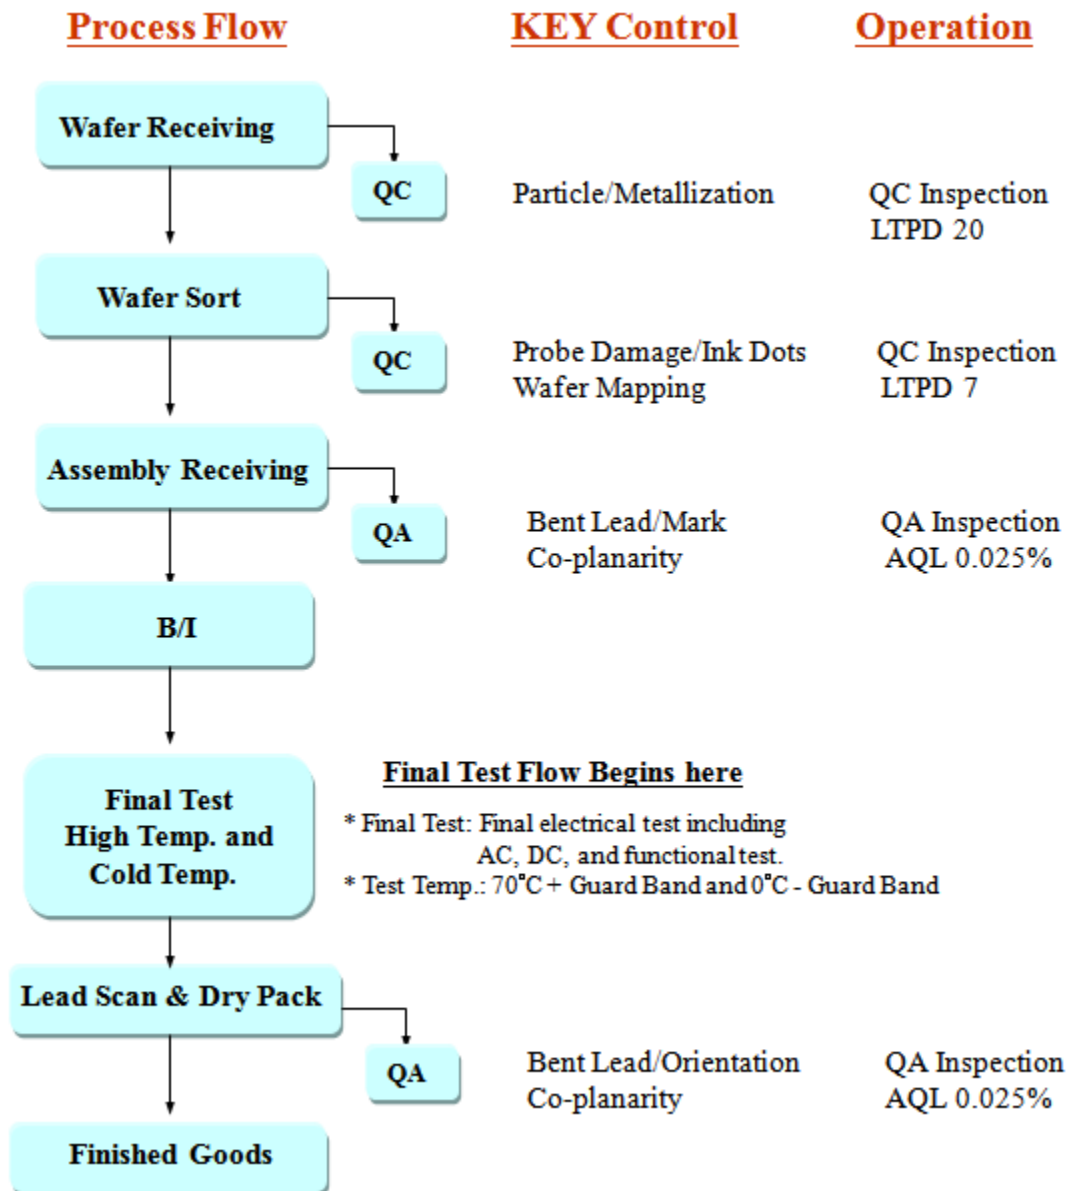 Process Flow KEY Control Operation
Wafer Receiving
QC Particle/Metallization QC Inspection
LTPD 20
Wafer Sort
QC Probe Damage/Ink Dots QC Inspection
Wafer Mapping LTPD 7
Assembly Receiving
QA Bent Lead/Mark QA Inspection
Co-planarity AQL 0.025%
B/I
Final Test Flow Begins here
Final Test
High Temp. and
Cold Temp.
* Final Test: Final electrical test including
AC, DC, and functional test.
* Test Temp.: 70°C + Guard Band and 0°C - Guard Band
Lead Scan & Dry Pack
QA Bent Lead/Orientation QA Inspection
Co-planarity AQL 0.025%
Finished Goods